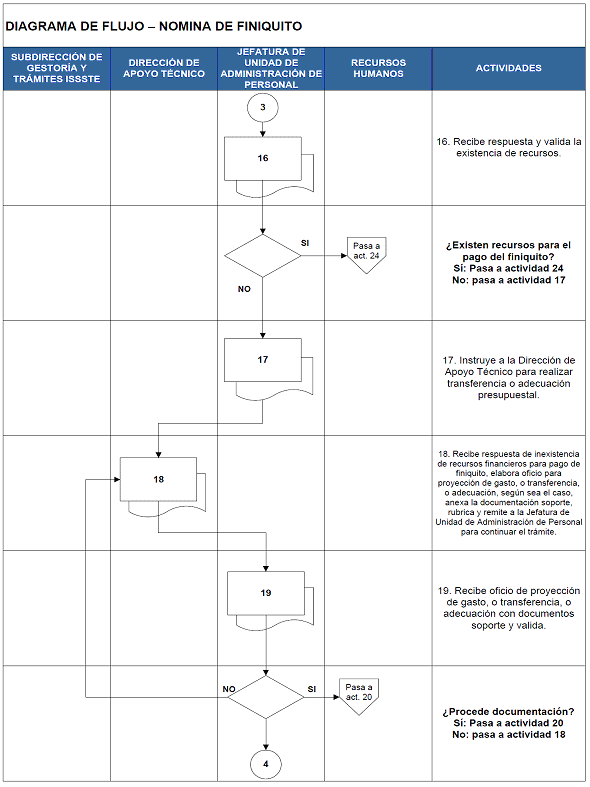 DIAGRAMA DE FLUJO – NOMINA DE FINIQUITO
SUBDIRECCIÓN DE
GESTORÍA Y
TRÁMITES ISSSTE
DIRECCIÓN DE
APOYO TÉCNICO
JEFATURA DE
UNIDAD DE
ADMINISTRACIÓN DE
PERSONAL
RECURSOS
HUMANOS
ACTIVIDADES
3
16
16. Recibe respuesta y valida la
existencia de recursos.
SI
Pasa a
act. 24
NO
¿Existen recursos para el
pago del finiquito?
Sí: Pasa a actividad 24
No: pasa a actividad 17
17
17. Instruye a la Dirección de
Apoyo Técnico para realizar
transferencia o adecuación
presupuestal.
18
18. Recibe respuesta de inexistencia
de recursos financieros para pago de
finiquito, elabora oficio para
proyección de gasto, o transferencia,
o adecuación, según sea el caso,
anexa la documentación soporte,
rubrica y remite a la Jefatura de
Unidad de Administración de Personal
para continuar el trámite.
19
19. Recibe oficio de proyección
de gasto, o transferencia, o
adecuación con documentos
soporte y valida.
NO
SI
Pasa a
act. 20
¿Procede documentación?
Sí: Pasa a actividad 20
No: pasa a actividad 18
4